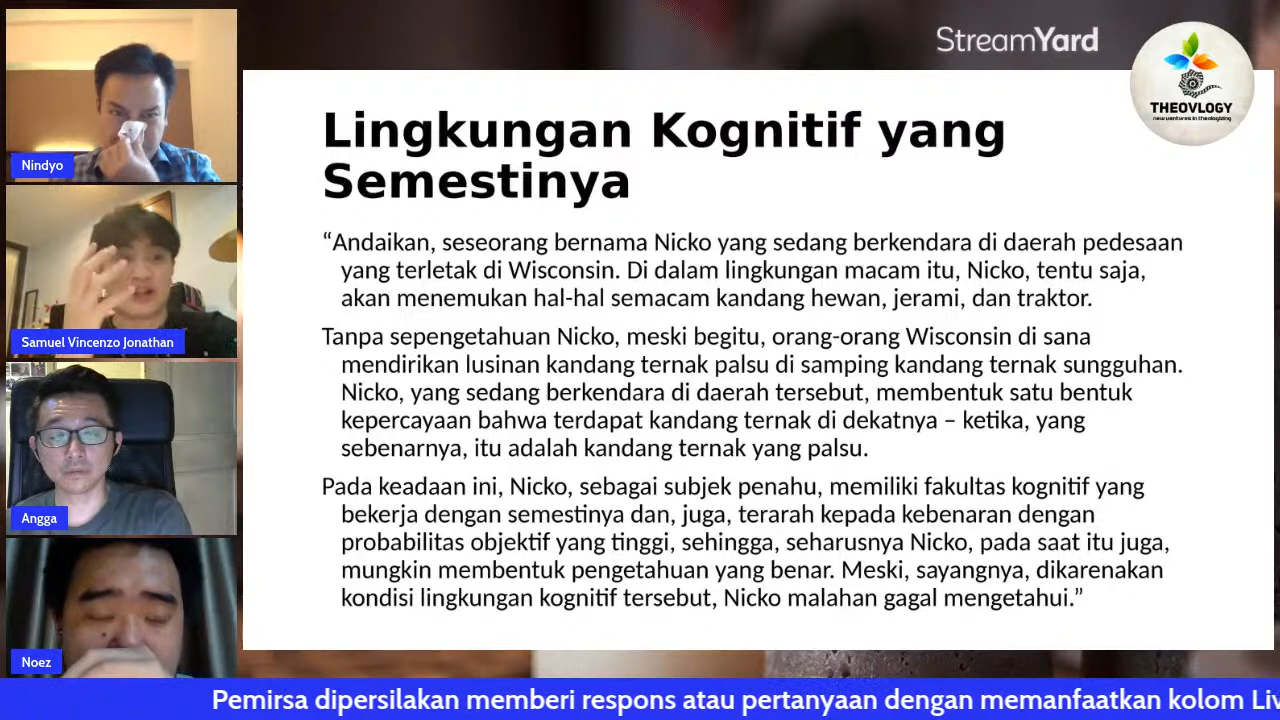 StreamYard
THEOVLOGY
new ventures in theologizing
Nindyo
Samuel Vincenzo Jonathan
Angga
Noez
Lingkungan Kognitif yang
Semestinya
“Andaikan, seseorang bernama Nicko yang sedang berkendara di daerah pedesaan
yang terletak di Wisconsin. Di dalam lingkungan macam itu, Nicko, tentu saja,
akan menemukan hal-hal semacam kandang hewan, jerami, dan traktor.
Tanpa sepengetahuan Nicko, meski begitu, orang-orang Wisconsin di sana
mendirikan lusinan kandang ternak palsu di samping kandang ternak sungguhan.
Nicko, yang sedang berkendara di daerah tersebut, membentuk satu bentuk
kepercayaan bahwa terdapat kandang ternak di dekatnya – ketika, yang
sebenarnya, itu adalah kandang ternak yang palsu.
Pada keadaan ini, Nicko, sebagai subjek penahu, memiliki fakultas kognitif yang
bekerja dengan semestinya dan, juga, terarah kepada kebenaran dengan
probabilitas objektif yang tinggi, sehingga, seharusnya Nicko, pada saat itu juga,
mungkin membentuk pengetahuan yang benar. Meski, sayangnya, dikarenakan
kondisi lingkungan kognitif tersebut, Nicko malahan gagal mengetahui.”
Pemirsa dipersilakan memberi respons atau pertanyaan dengan memanfaatkan kolom Liv